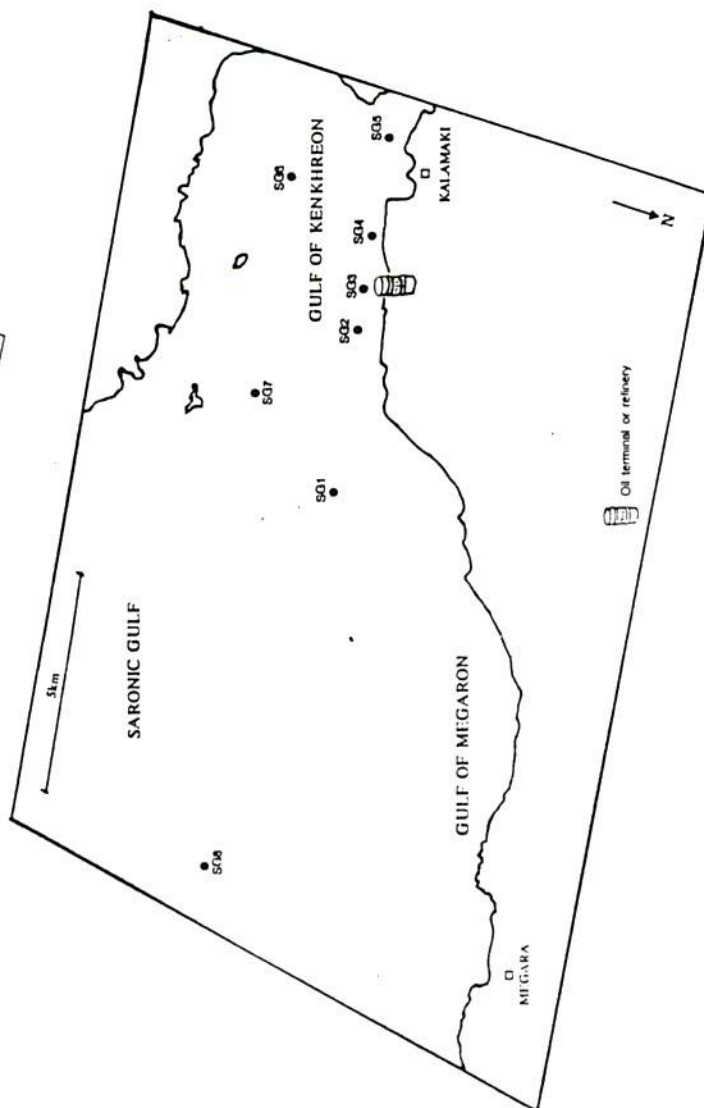 5km
SARONIC GULF
GULF OF KENKHREON
GULF OF MEGARON
SG1
SG2
SG3
SG4
SG5
SG6
SG7
SG8
KALAMAKI
MEGARA
Oil terminal or refinery
N